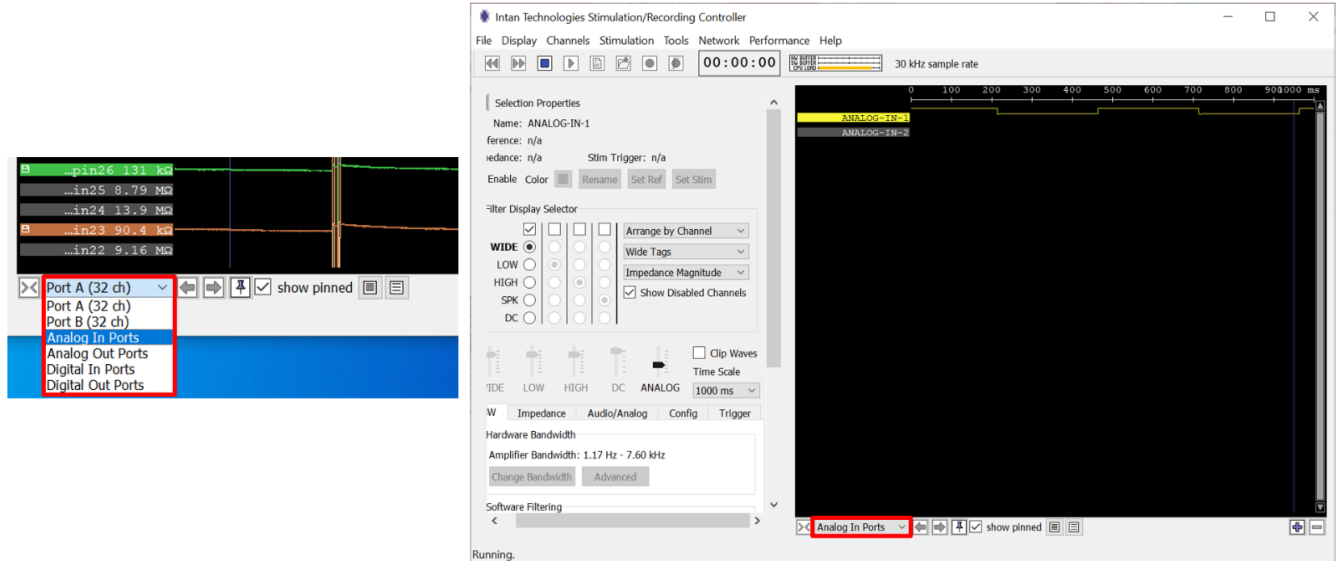 …pin26 131 kΩ
…in25 8.79 MΩ
…in24 13.9 MΩ
…in23 90.4 kΩ
…in22 9.16 MΩ
Port A (32 ch)
show pinned
Port A (32 ch)
Port B (32 ch)
Analog In Ports
Analog Out Ports
Digital In Ports
Digital Out Ports
Intan Technologies Stimulation/Recording Controller
File Display Channels Stimulation Tools Network Performance Help
00:00:00
HW BUFFER
SW BUFFER
CPU LOAD
30 kHz sample rate
Selection Properties
Name: ANALOG-IN-1
ference: n/a
edance: n/a Stim Trigger: n/a
Enable Color Rename Set Ref Set Stim
Filter Display Selector
Arrange by Channel
WIDE
Wide Tags
LOW
Impedance Magnitude
HIGH
Show Disabled Channels
SPK
DC
Clip Waves
Time Scale
IDE LOW HIGH DC ANALOG 1000 ms
W Impedance Audio/Analog Config Trigger
Hardware Bandwidth
Amplifier Bandwidth: 1.17 Hz - 7.60 kHz
Change Bandwidth Advanced
Software Filtering
Running.
0 100 200 300 400 500 600 700 800 900 1000 ms
ANALOG-IN-1
ANALOG-IN-2
Analog In Ports show pinned